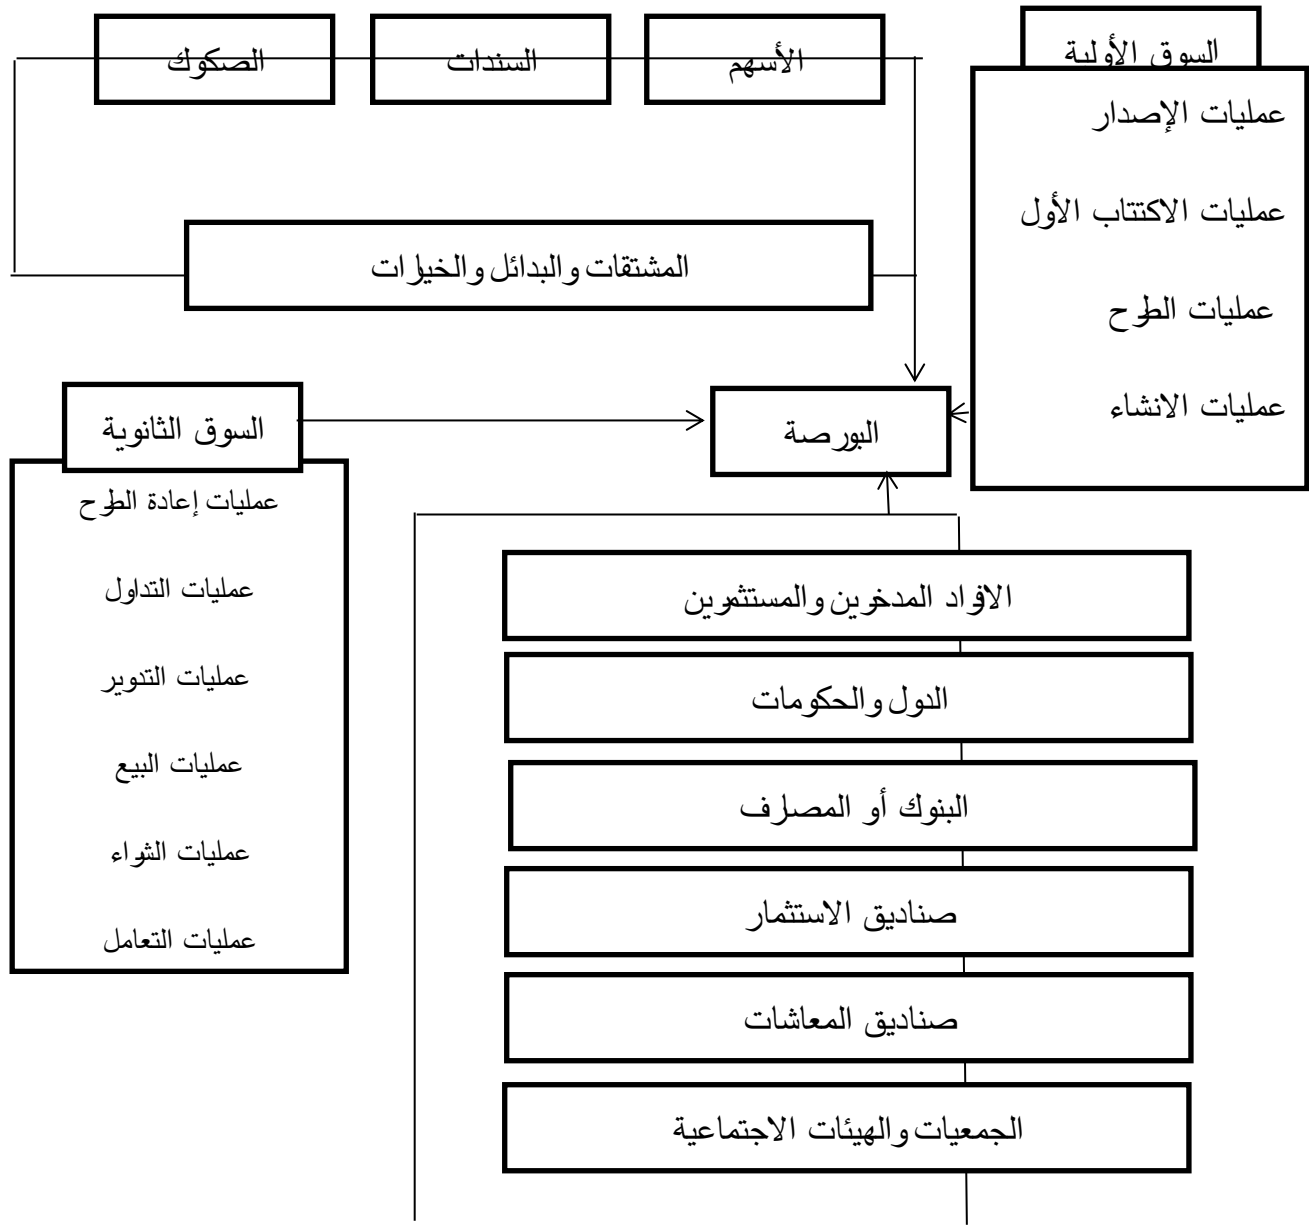 السوق الأولية
عمليات الإصدار
عمليات الاكتتاب الأول
عمليات الطرح
عمليات الانشاء
الأسهم
السندات
الصكوك
المشتقات والبدائل والخيارات
البورصة
السوق الثانوية
عمليات إعادة الطرح
عمليات التداول
عمليات التدوير
عمليات البيع
عمليات الشراء
عمليات التعامل
الافراد المدخرين والمستثمرين
الدول والحكومات
البنوك أو المصارف
صناديق الاستثمار
صناديق المعاشات
الجمعيات والهيئات الاجتماعية